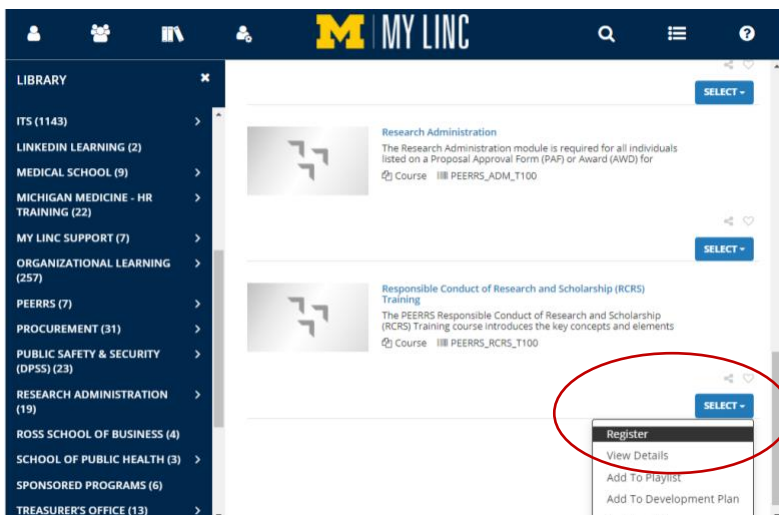 M MY LINC
LIBRARY
ITS (1143)
LINKEDIN LEARNING (2)
MEDICAL SCHOOL (9)
MICHIGAN MEDICINE - HR
TRAINING (22)
MY LINC SUPPORT (7)
ORGANIZATIONAL LEARNING
(257)
PEERRS (7)
PROCUREMENT (31)
PUBLIC SAFETY & SECURITY
(DPSS) (23)
RESEARCH ADMINISTRATION
(19)
ROSS SCHOOL OF BUSINESS (4)
SCHOOL OF PUBLIC HEALTH (3)
SPONSORED PROGRAMS (6)
TREASURER'S OFFICE (13)
SELECT
Research Administration
The Research Administration module is required for all individuals
listed on a Proposal Approval Form (PAF) or Award (AWD) for
Course PEERRS_ADM_T100
SELECT
Responsible Conduct of Research and Scholarship (RCRS)
Training
The PEERRS Responsible Conduct of Research and Scholarship
(RCRS) Training course introduces the key concepts and elements
Course PEERRS_RCRS_T100
SELECT
Register
View Details
Add To Playlist
Add To Development Plan